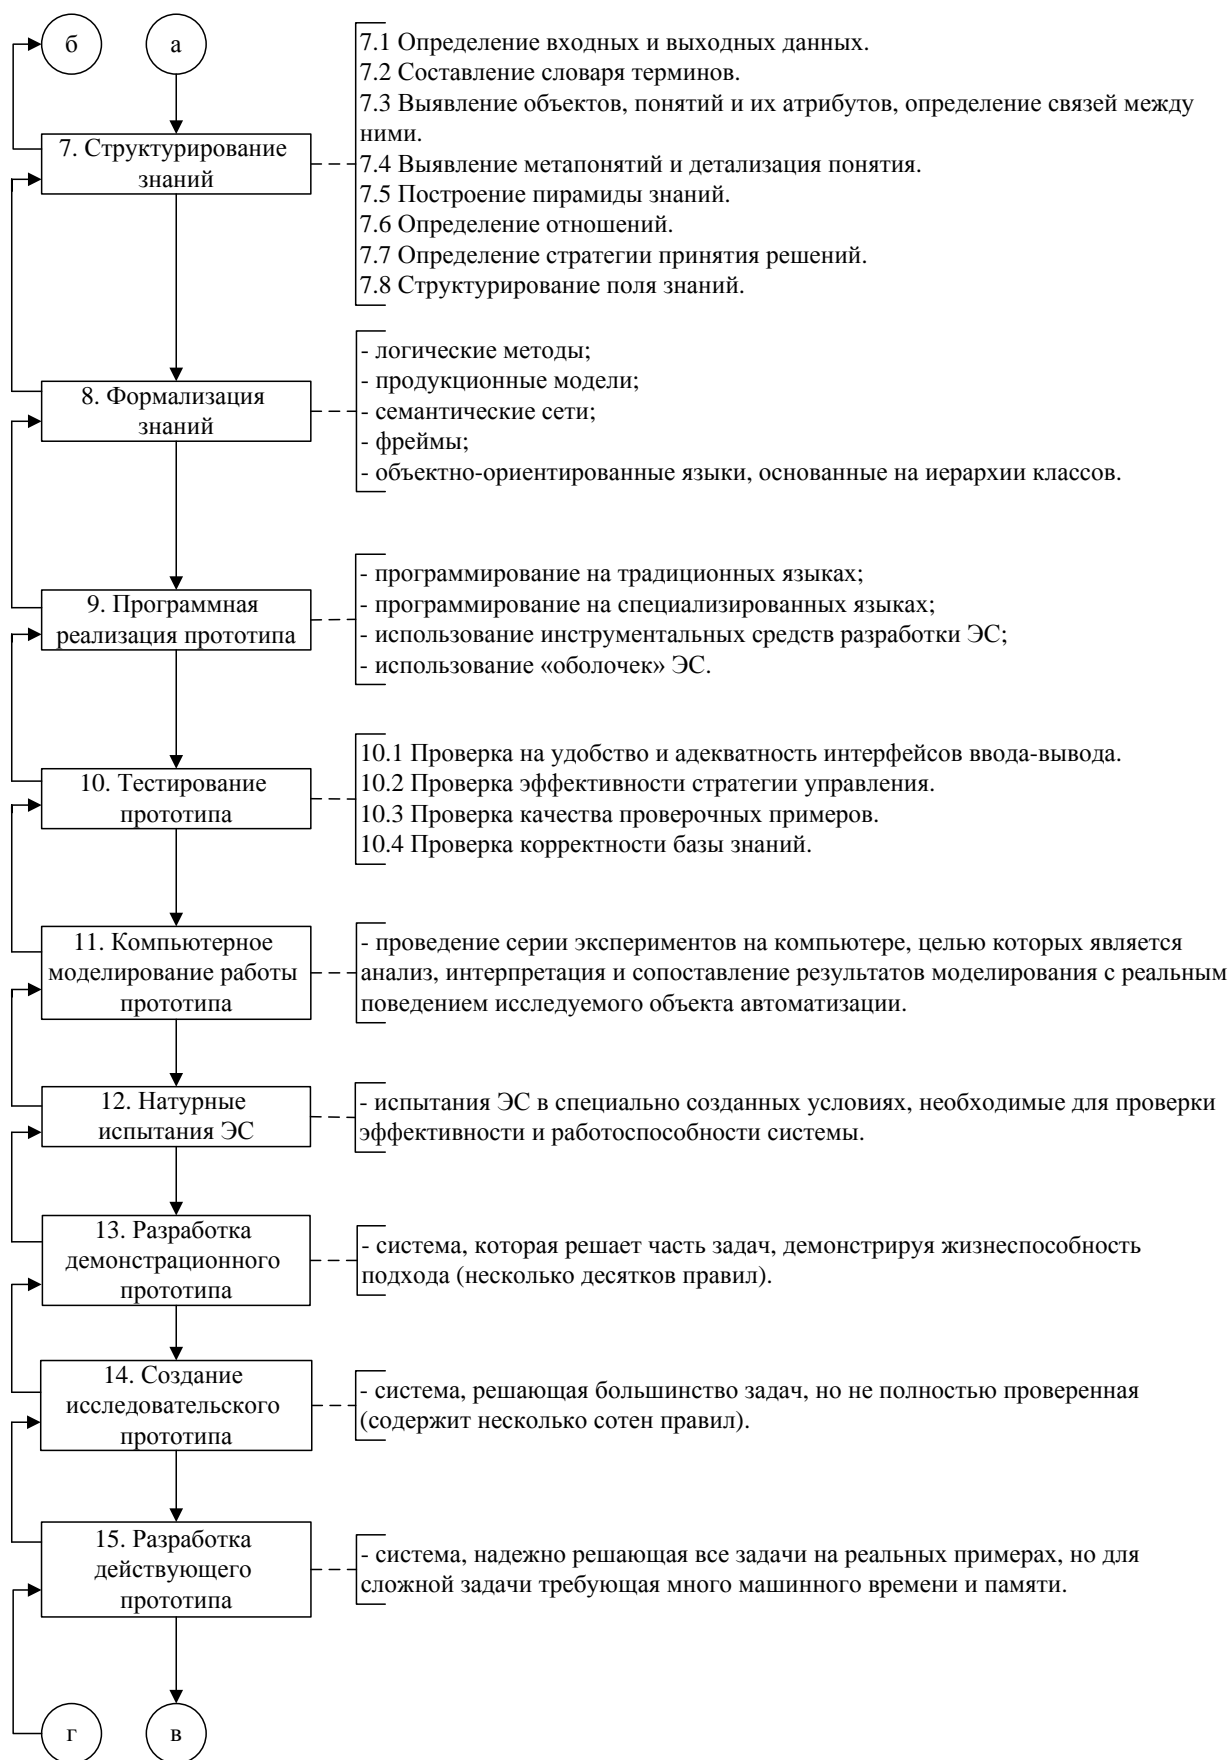 б
а
7. Структурирование
знаний
7.1 Определение входных и выходных данных.
7.2 Составление словаря терминов.
7.3 Выявление объектов, понятий и их атрибутов, определение связей между
ними.
7.4 Выявление метапонятий и детализация понятия.
7.5 Построение пирамиды знаний.
7.6 Определение отношений.
7.7 Определение стратегии принятия решений.
7.8 Структурирование поля знаний.
8. Формализация
знаний
- логические методы;
- продукционные модели;
- семантические сети;
- фреймы;
- объектно-ориентированные языки, основанные на иерархии классов.
9. Программная
реализация прототипа
- программирование на традиционных языках;
- программирование на специализированных языках;
- использование инструментальных средств разработки ЭС;
- использование «оболочек» ЭС.
10. Тестирование
прототипа
10.1 Проверка на удобство и адекватность интерфейсов ввода-вывода.
10.2 Проверка эффективности стратегии управления.
10.3 Проверка качества проверочных примеров.
10.4 Проверка корректности базы знаний.
11. Компьютерное
моделирование работы
прототипа
- проведение серии экспериментов на компьютере, целью которых является
анализ, интерпретация и сопоставление результатов моделирования с реальным
поведением исследуемого объекта автоматизации.
12. Натурные
испытания ЭС
- испытания ЭС в специально созданных условиях, необходимые для проверки
эффективности и работоспособности системы.
13. Разработка
демонстрационного
прототипа
- система, которая решает часть задач, демонстрируя жизнеспособность
подхода (несколько десятков правил).
14. Создание
исследовательского
прототипа
- система, решающая большинство задач, но не полностью проверенная
(содержит несколько сотен правил).
15. Разработка
действующего
прототипа
- система, надежно решающая все задачи на реальных примерах, но для
сложной задачи требующая много машинного времени и памяти.
г
в